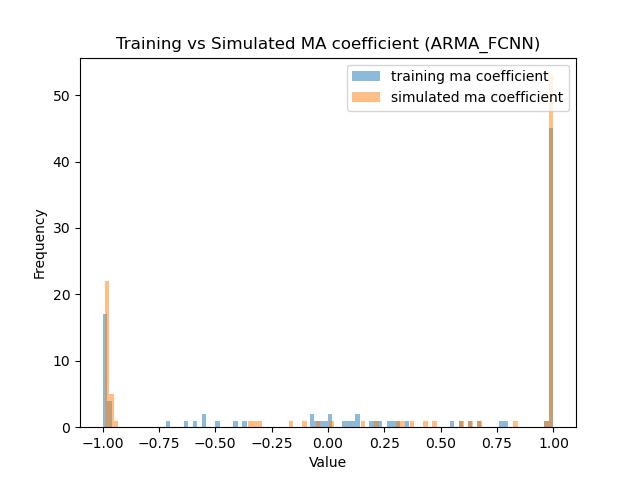 Training vs Simulated MA coefficient (ARMA_FCNN)
training ma coefficient
simulated ma coefficient
50
40
30
20
10
0
Frequency
−1.00 −0.75 −0.50 −0.25 0.00 0.25 0.50 0.75 1.00
Value